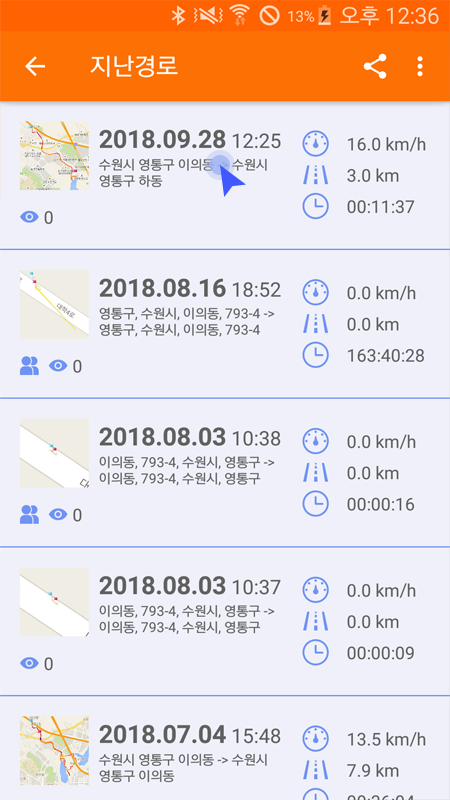 13% 오후 12:36
지난경로
2018.09.28 12:25
수원시 영통구 이의동 수원시
영통구 하동
16.0 km/h
3.0 km
00:11:37
0
2018.08.16 18:52
영통구, 수원시, 이의동, 793-4 ->
영통구, 수원시, 이의동, 793-4
대학4로
0.0 km/h
0.0 km
163:40:28
0
2018.08.03 10:38
이의동, 793-4, 수원시, 영통구 ->
이의동, 793-4, 수원시, 영통구
0.0 km/h
0.0 km
00:00:16
0
2018.08.03 10:37
이의동, 793-4, 수원시, 영통구 ->
이의동, 793-4, 수원시, 영통구
0.0 km/h
0.0 km
00:00:09
0
2018.07.04 15:48
수원시 영통구 이의동 -> 수원시
영통구 이의동
13.5 km/h
7.9 km